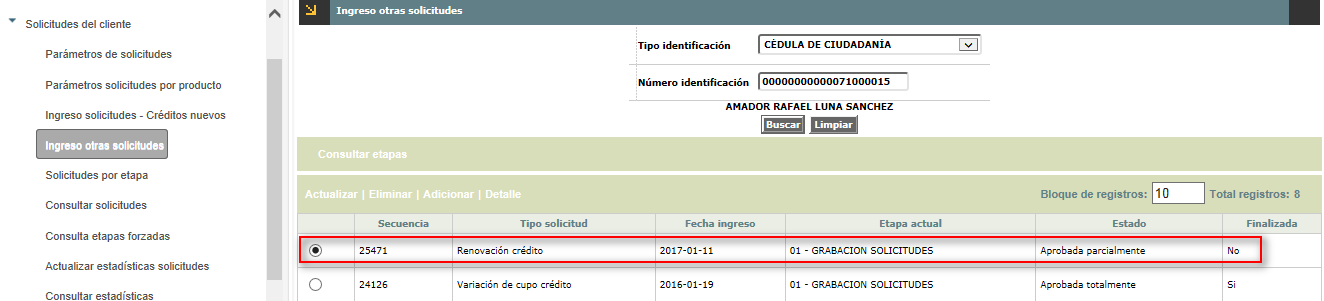 Solicitudes del cliente
Parámetros de solicitudes
Parámetros solicitudes por producto
Ingreso solicitudes - Créditos nuevos
Ingreso otras solicitudes
Solicitudes por etapa
Consultar solicitudes
Consulta etapas forzadas
Actualizar estadísticas solicitudes
Consultar estadísticas
Ingreso otras solicitudes
Tipo identificación CÉDULA DE CIUDADANÍA
Número identificación 00000000000071000015
AMADOR RAFAEL LUNA SANCHEZ
Buscar Limpiar
Consultar etapas
Actualizar | Eliminar | Adicionar | Detalle Bloque de registros: 10 Total registros: 8
Secuencia Tipo solicitud Fecha ingreso Etapa actual Estado Finalizada
25471 Renovación crédito 2017-01-11 01 - GRABACION SOLICITUDES Aprobada parcialmente No
24126 Variación de cupo crédito 2016-01-19 01 - GRABACION SOLICITUDES Aprobada totalmente Si